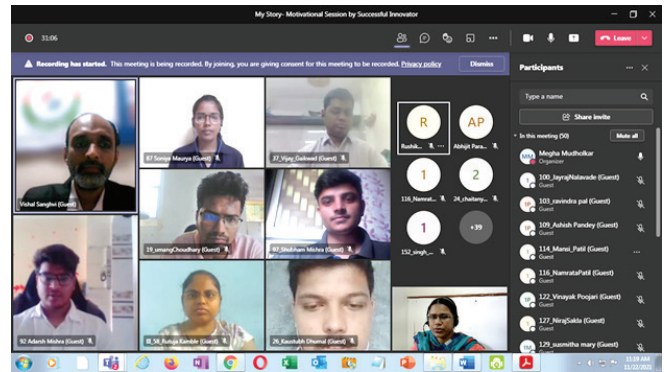 My Story- Motivational Session by Successful Innovator
31:06
Leave
Recording has started. This meeting is being recorded. By joining, you are giving consent for this meeting to be recorded. Privacy policy
Dismiss
Participants
Type a name
Share invite
In this meeting (50)
Mute all
Megha Mudholkar
Organizer
100_JayrajNalavade (Guest)
Guest
103_ravindra pal (Guest)
Guest
109_Ashish Pandey (Guest)
Guest
114_Mansi_Patil (Guest)
Guest
116_NamrataPatil (Guest)
Guest
122_Vinayak Poojari (Guest)
Guest
127_NirajSakla (Guest)
Guest
129_susmitha mary (Guest)
Vishal Sanghvi (Guest)
87 Somiya Maurya (Guest)
37_Vijay_Gaikwad (Guest)
R
Rushik...
AP
Abhijit Para...
19_umangChoudhary (Guest)
97_Shubham Mishra (Guest)
1
116_Namrat...
2
24_chaitany...
1
152_singh_...
+39
92 Adarsh Mishra (Guest)
III_58_Rutuja Kamble (Guest)
26_Kaustubh Dhumal (Guest)
11:19 AM
11/22/2021